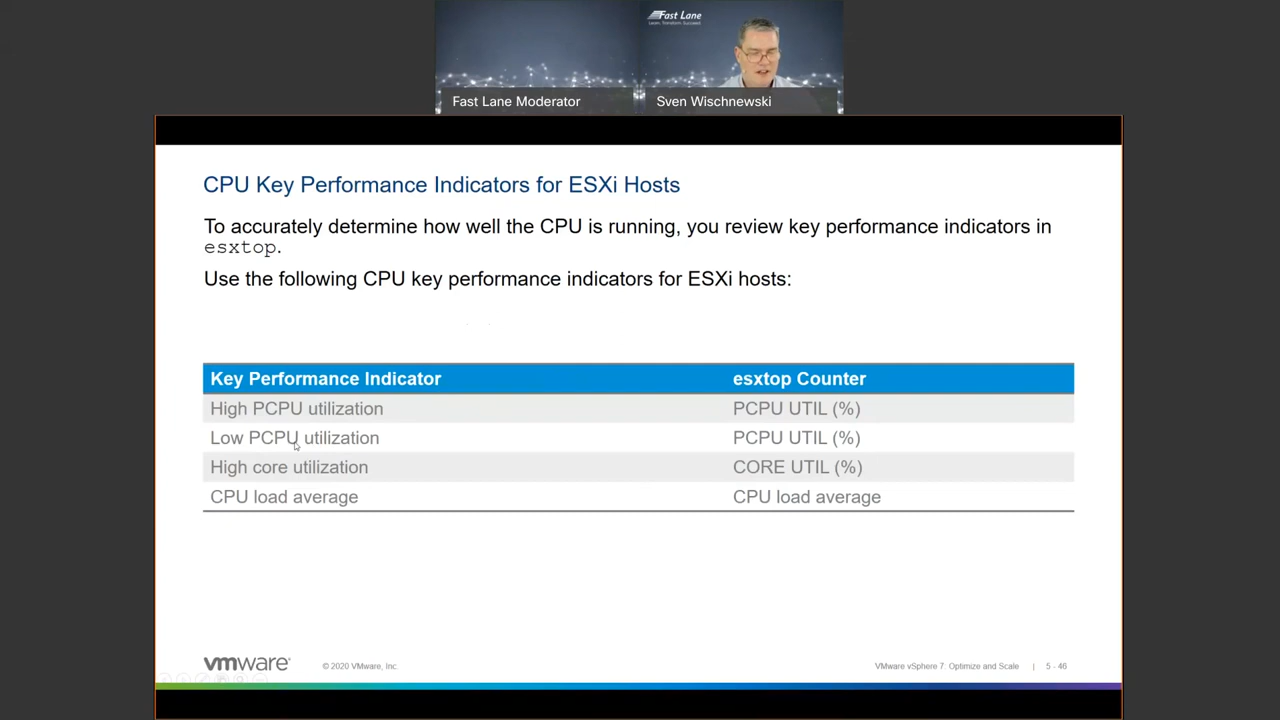 Fast Lane
Learn. Transform. Succeed.
Fast Lane Moderator
Sven Wischnewski
CPU Key Performance Indicators for ESXi Hosts
To accurately determine how well the CPU is running, you review key performance indicators in
esxtop.
Use the following CPU key performance indicators for ESXi hosts:
Key Performance Indicator esxtop Counter
High PCPU utilization PCPU UTIL (%)
Low PCPU utilization PCPU UTIL (%)
High core utilization CORE UTIL (%)
CPU load average CPU load average
vmware® © 2020 VMware, Inc. VMware vSphere 7: Optimize and Scale | 5 - 46